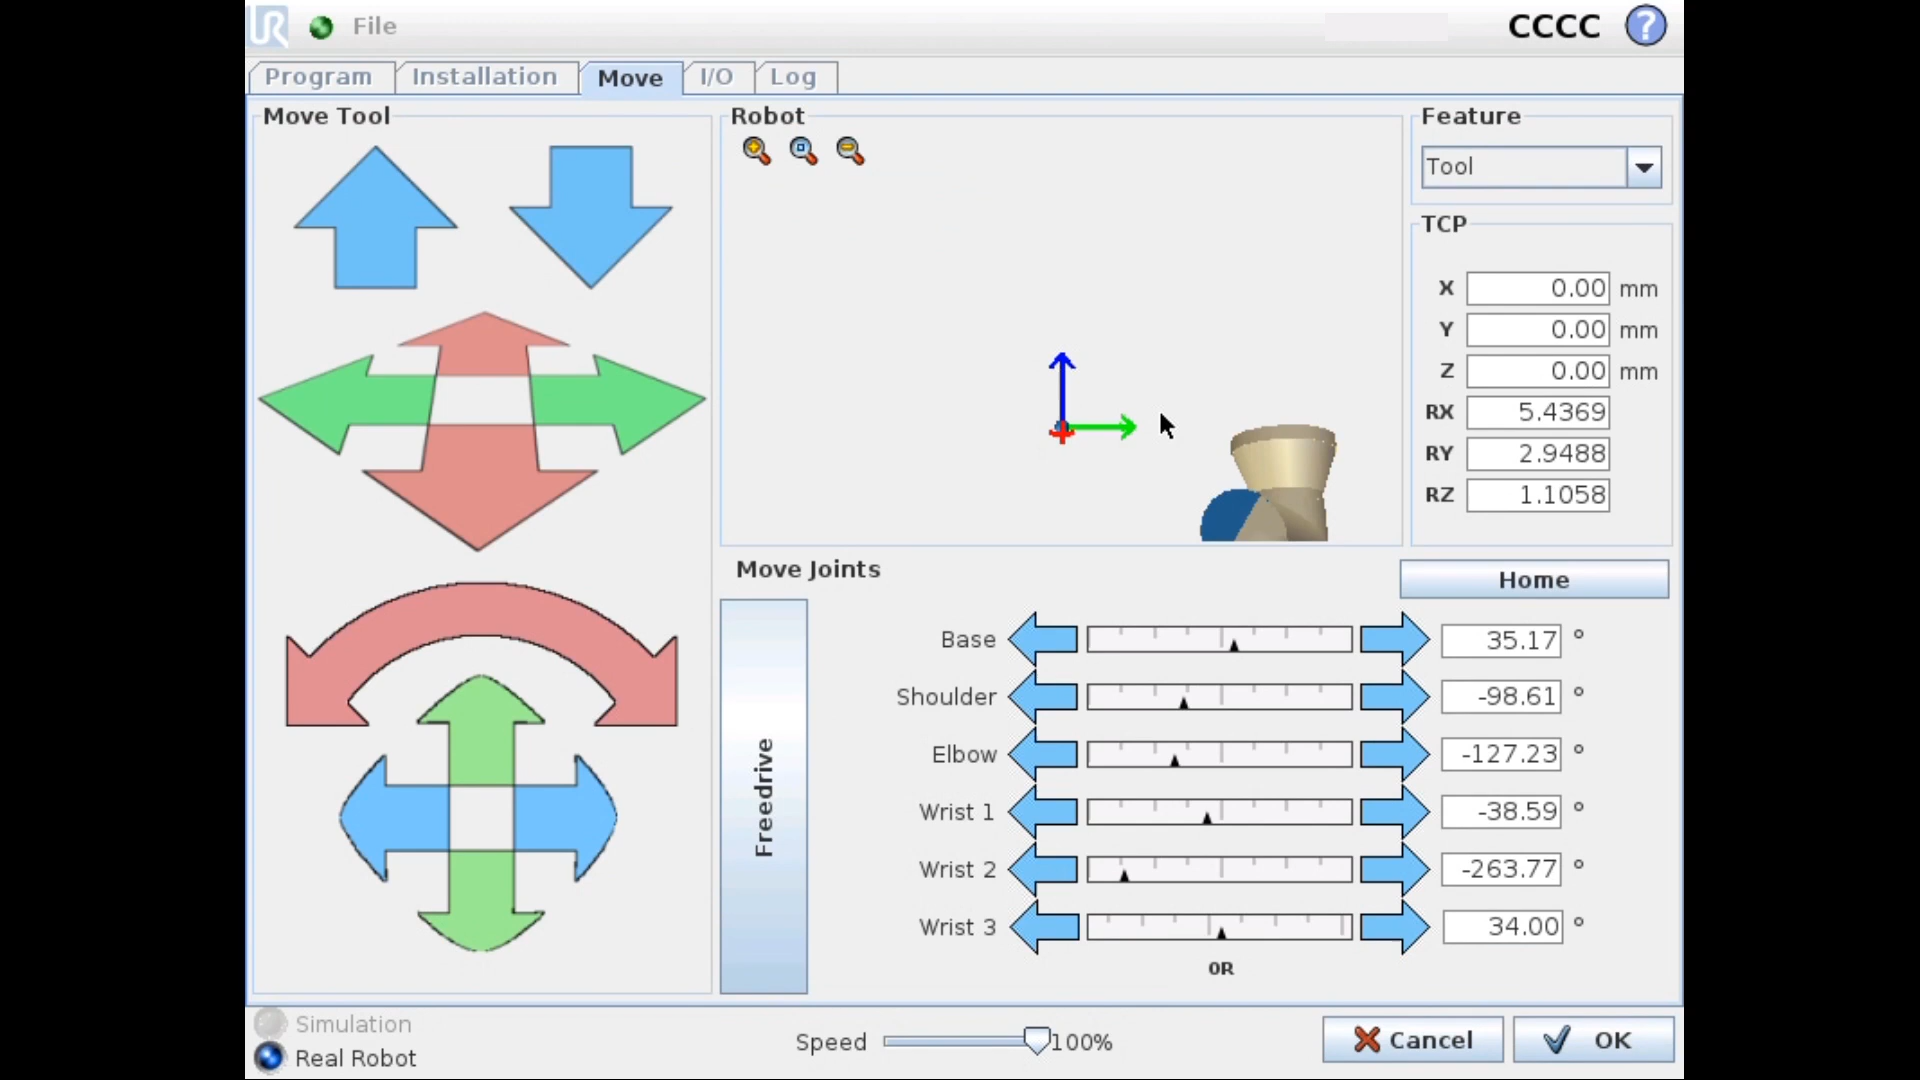 UR File CCCC ?
Program Installation Move I/O Log
Move Tool
Robot
Feature
Tool
TCP
X 0.00 mm
Y 0.00 mm
Z 0.00 mm
RX 5.4369
RY 2.9488
RZ 1.1058
Move Joints
Home
Freedrive
Base 35.17 °
Shoulder -98.61 °
Elbow -127.23 °
Wrist 1 -38.59 °
Wrist 2 -263.77 °
Wrist 3 34.00 °
0R
Simulation
Real Robot
Speed 100%
Cancel OK